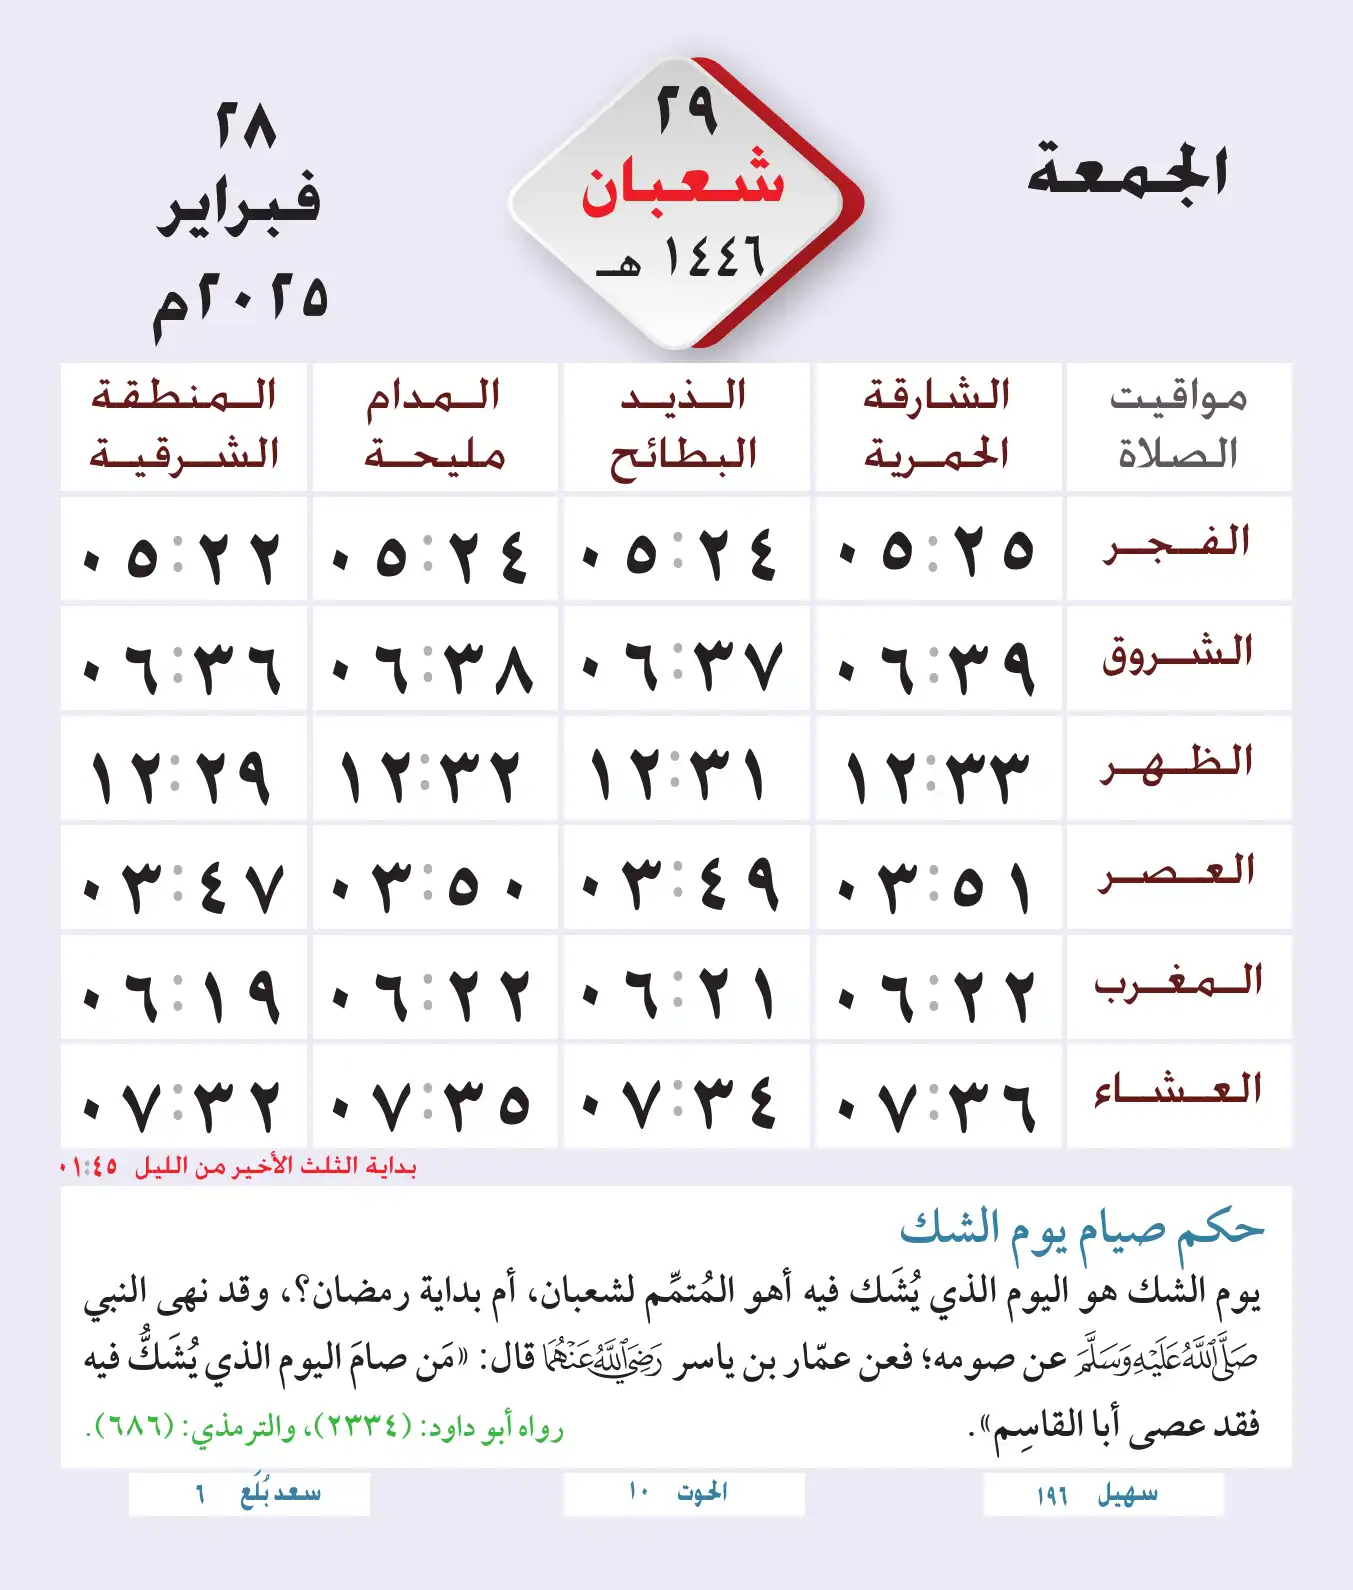 الجمعة
٢٩
شعبان
١٤٤٦ هـ
٢٨
فبراير
٢٠٢٥م
مواقيت الصلاة	الشارقة الحمرية	الذيد البطائح	المدام مليحة	المنطقة الشرقية
الفجر ٠٥:٢٥ ٠٥:٢٤ ٠٥:٢٤ ٠٥:٢٢
الشروق ٠٦:٣٩ ٠٦:٣٧ ٠٦:٣٨ ٠٦:٣٦
الظهر ١٢:٣٣ ١٢:٣١ ١٢:٣٢ ١٢:٢٩
العصر ٠٣:٥١ ٠٣:٤٩ ٠٣:٥٠ ٠٣:٤٧
المغرب ٠٦:٢٢ ٠٦:٢١ ٠٦:٢٢ ٠٦:١٩
العشاء ٠٧:٣٦ ٠٧:٣٤ ٠٧:٣٥ ٠٧:٣٢
بداية الثلث الأخير من الليل ٠١:٤٥
حكم صيام يوم الشك
يوم الشك هو اليوم الذي يُشَك فيه أهو المُتمِّم لشعبان، أم بداية رمضان؟، وقد نهى النبي
صَلَّى اللَّهُ عَلَيْهِ وَسَلَّمَ عن صومه؛ فعن عمّار بن ياسر رَضِيَ اللَّهُ عَنْهُمَا قال: «مَن صامَ اليوم الذي يُشَكُّ فيه
فقد عصى أبا القاسِم». رواه أبو داود: (٢٣٣٤)، والترمذي: (٦٨٦).
سهيل ١٩٦
الحوت ١٠
سعد بُلَع ٦